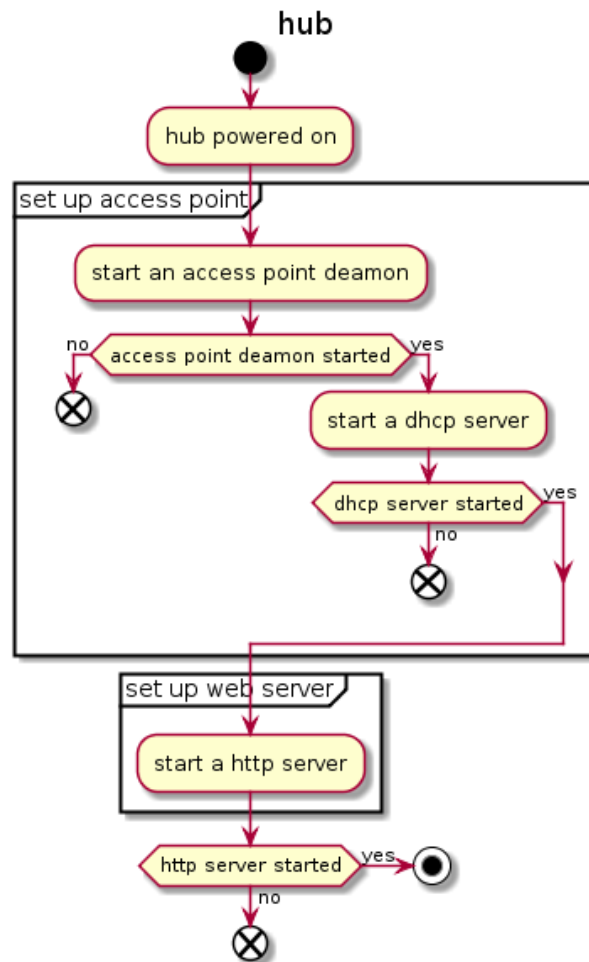 hub
hub powered on
set up access point
start an access point deamon
no
access point deamon started
yes
start a dhcp server
dhcp server started
yes
no
set up web server
start a http server
http server started
yes
no